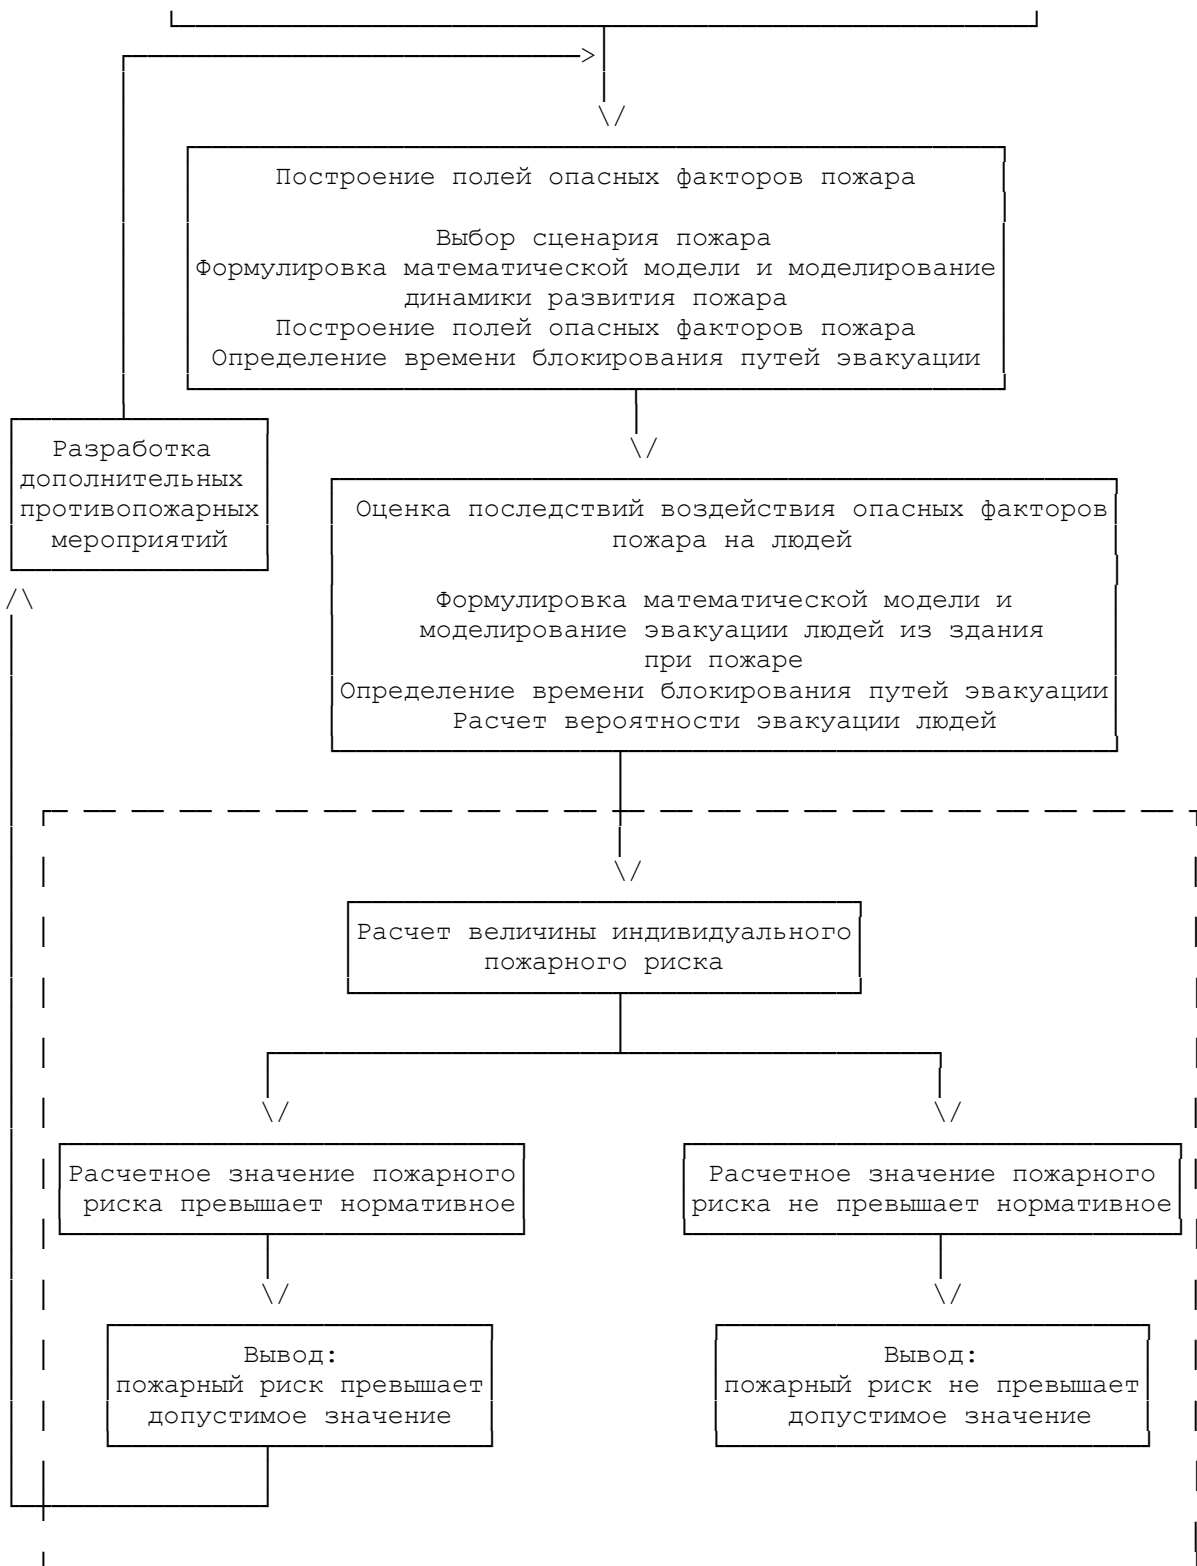 Построение полей опасных факторов пожара
Выбор сценария пожара
Формулировка математической модели и моделирование
динамики развития пожара
Построение полей опасных факторов пожара
Определение времени блокирования путей эвакуации
Разработка
дополнительных
противопожарных
мероприятий
Оценка последствий воздействия опасных факторов
пожара на людей
Формулировка математической модели и
моделирование эвакуации людей из здания
при пожаре
Определение времени блокирования путей эвакуации
Расчет вероятности эвакуации людей
Расчет величины индивидуального
пожарного риска
Расчетное значение пожарного
риска превышает нормативное
Расчетное значение пожарного
риска не превышает нормативное
Вывод:
пожарный риск превышает
допустимое значение
Вывод:
пожарный риск не превышает
допустимое значение